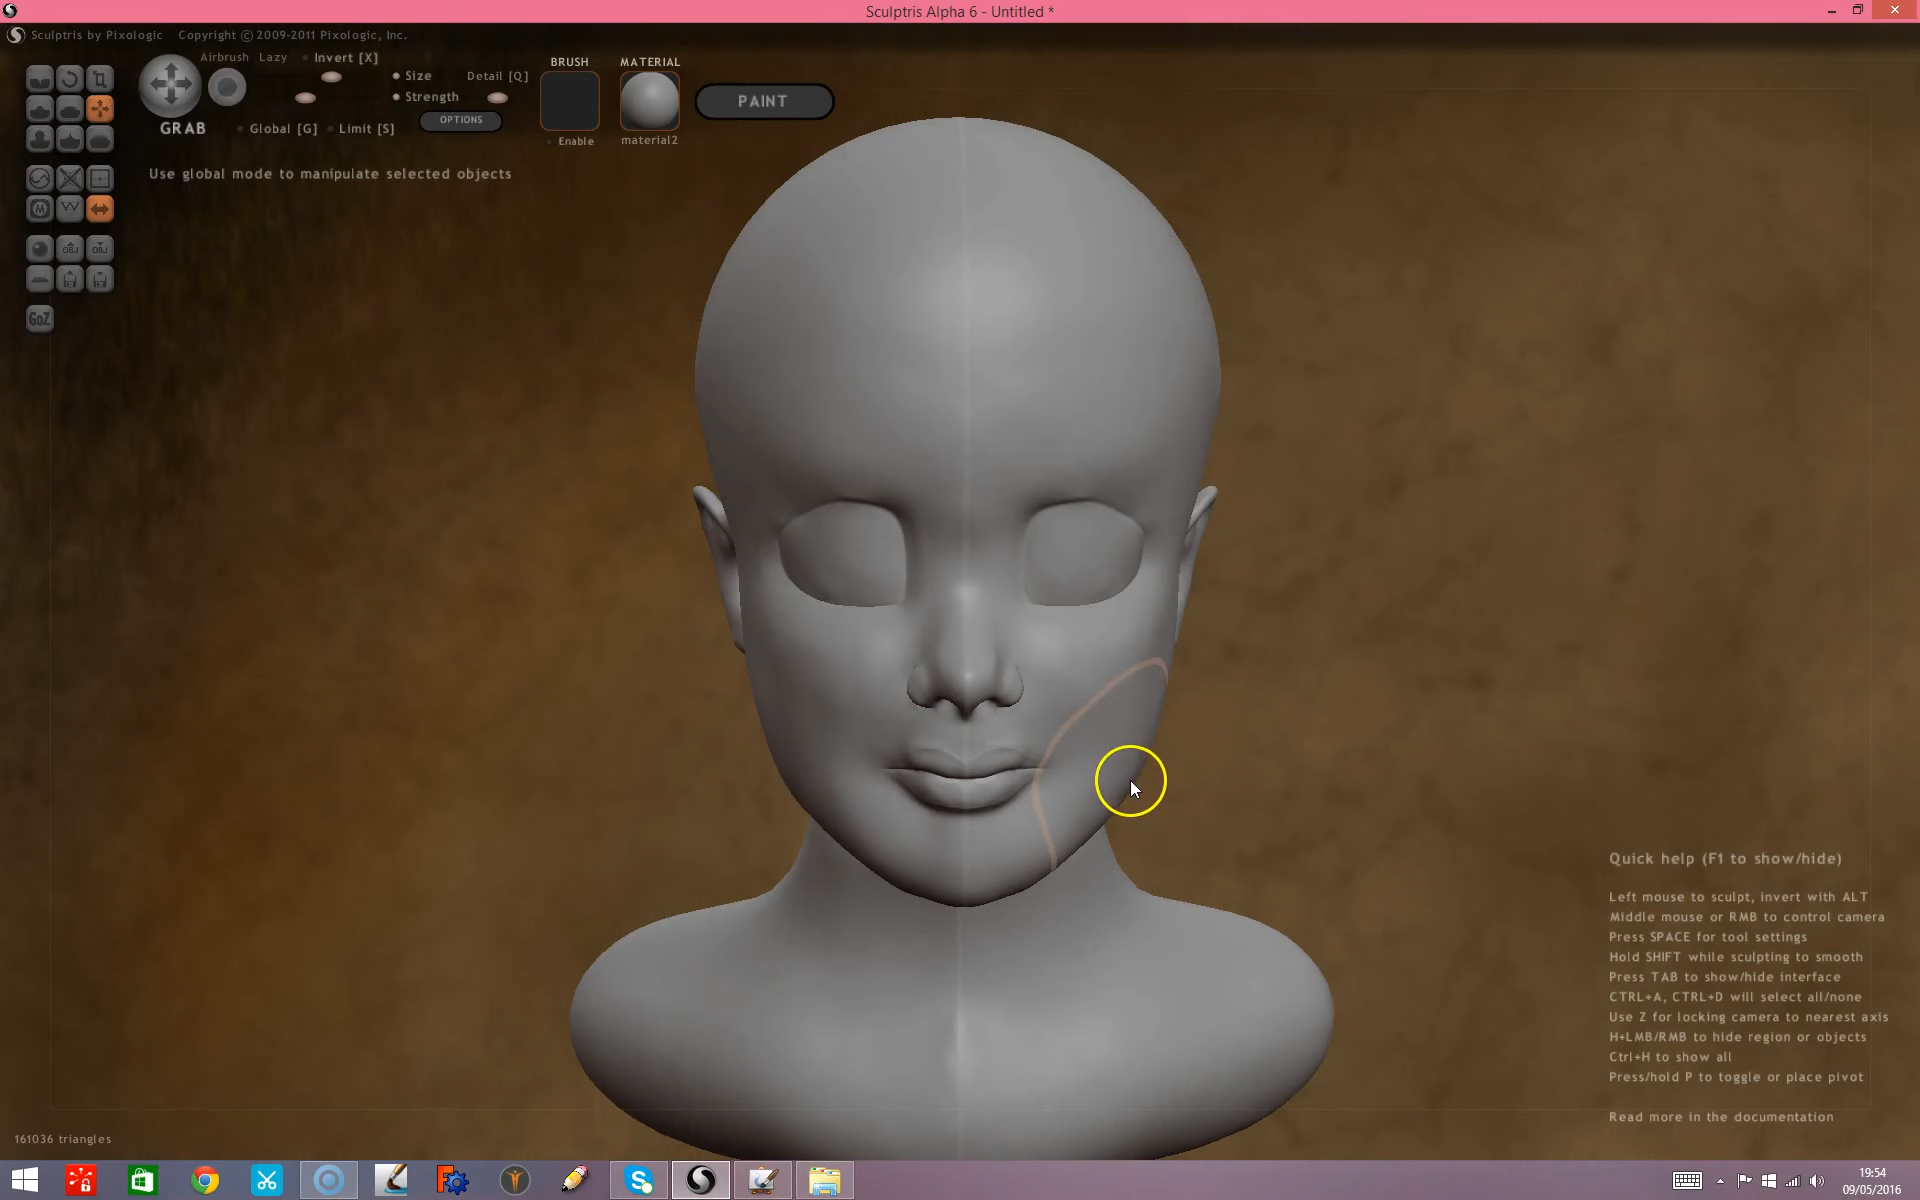 Sculptris Alpha 6 - Untitled *
Sculptris by Pixologic Copyright © 2009-2011 Pixologic, Inc.
Airbrush Lazy Invert [X]
Size Detail [Q]
Strength
GRAB
Global [G] Limit [S]
OPTIONS
BRUSH
Enable
MATERIAL
material2
PAINT
Use global mode to manipulate selected objects
OBJ OBJ
GoZ
Quick help (F1 to show/hide)
Left mouse to sculpt, invert with ALT
Middle mouse or RMB to control camera
Press SPACE for tool settings
Hold SHIFT while sculpting to smooth
Press TAB to show/hide interface
CTRL+A, CTRL+D will select all/none
Use Z for locking camera to nearest axis
H+LMB/RMB to hide region or objects
Ctrl+H to show all
Press/hold P to toggle or place pivot
Read more in the documentation
161036 triangles
19:54
09/05/2016